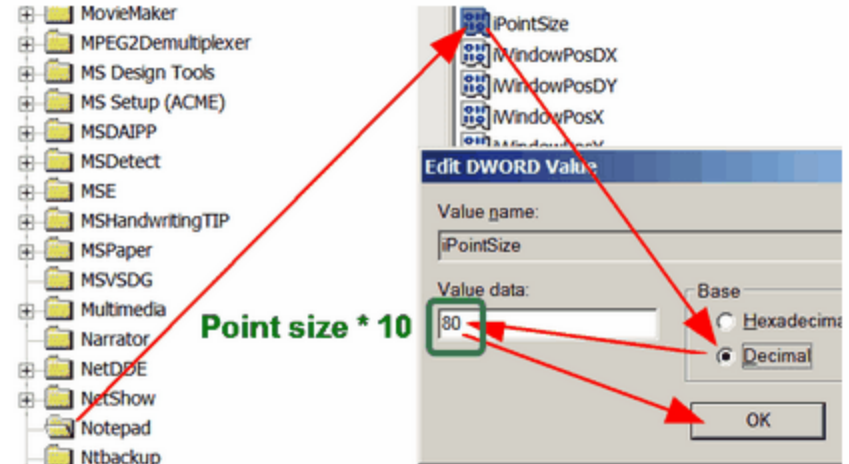 MovieMaker
MPEG2Demultiplexer
MS Design Tools
MS Setup (ACME)
MSDAIPP
MSDetect
MSE
MSHandwritingTIP
MSPaper
MSVSDG
Multimedia
Narrator
NetDDE
NetShow
Notepad
Ntbackup
iPointSize
iWindowPosDX
iWindowPosDY
iWindowPosX
iWindowPosY
Edit DWORD Value
Value name:
iPointSize
Value data:
80
Base
Hexadecima
Decimal
OK
Point size * 10